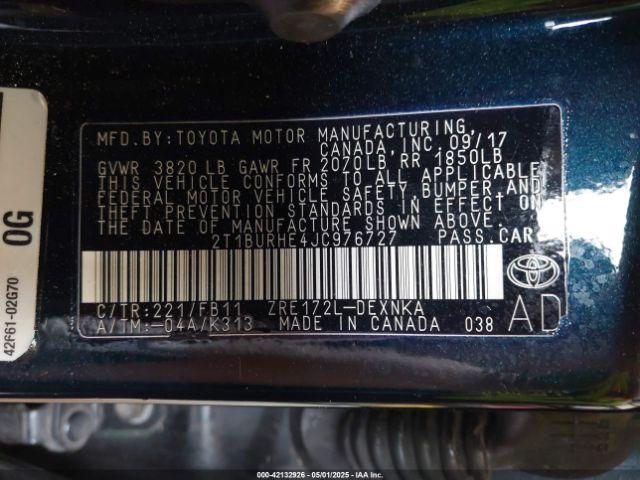 MFD. BY: TOYOTA MOTOR MANUFACTURING,
CANADA, INC. 09/17
GVWR 3820 LB GAWR FR 2070LB RR 1850LB
THIS VEHICLE CONFORMS TO ALL APPLICABLE
FEDERAL MOTOR VEHICLE SAFETY, BUMPER, AND
THEFT PREVENTION STANDARDS IN EFFECT ON
THE DATE OF MANUFACTURE SHOWN ABOVE.
2T1BURHE4JC976727 PASS. CAR
C/TR: 221/FB11 ZRE172L-DEXNKA
A/TM: -04A/K313 MADE IN CANADA 038
AD
0G
42661-02G70
000-42132926 - 05/01/2025 - IAA Inc.